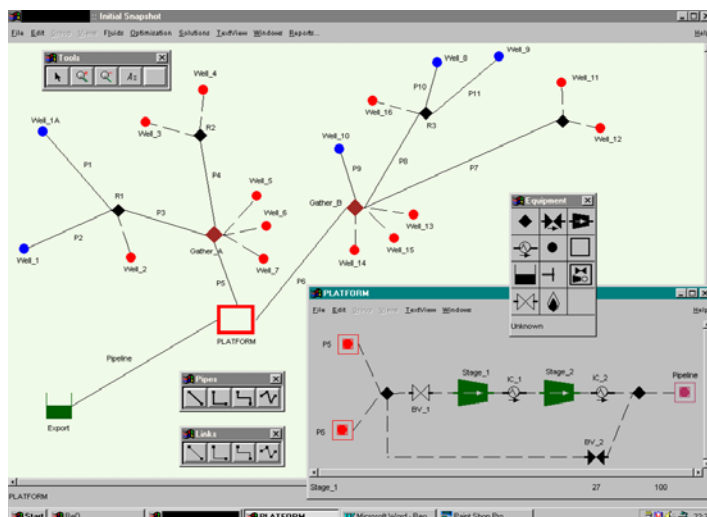 :: Initial Snapshot
File Edit Group View Fluids Optimization Solutions TextView Windows Reports... Help
Tools
Well_4
Well_8
Well_9
Well_11
Well_16
P10
P11
Well_3
R2
R3
Well_12
Well_1A
Well_10
P1
P4
P9
P8
P7
R1
Well_5
P3
Well_6
Gather_B
P2
Well_13
Gather_A
Well_7
Well_15
Well_1
Well_2
Well_14
P5
P6
PLATFORM
Pipeline
Export
Equipment
Unknown
Pipes
Links
PLATFORM
File Edit Group View TextView Windows Help
P5
Stage_1
Stage_2
IC_1
IC_2
Pipeline
BV_1
P6
BV_2
Stage_1 27 100
PLATFORM
Start
PLATFORM
Microsoft Word - Rep
Paint Shop Pro